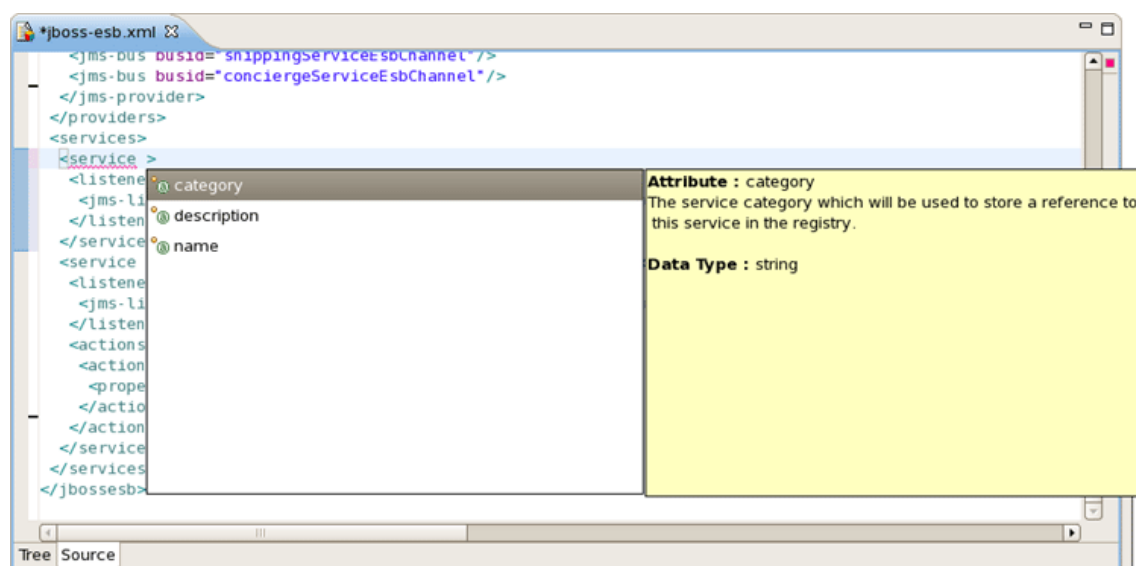 *jboss-esb.xml
<jms-bus busid="shippingServiceEsbChannel"/>
<jms-bus busid="conciergeServiceEsbChannel"/>
</jms-provider>
</providers>
<services>
<service >
<listene
<jms-li
</listen
</service
<service
<listene
<jms-li
</listen
<actions
<action
<prope
</actio
</action
</service
</services
</jbossesb>
category
description
name
Attribute : category
The service category which will be used to store a reference to
this service in the registry.
Data Type : string
Tree Source